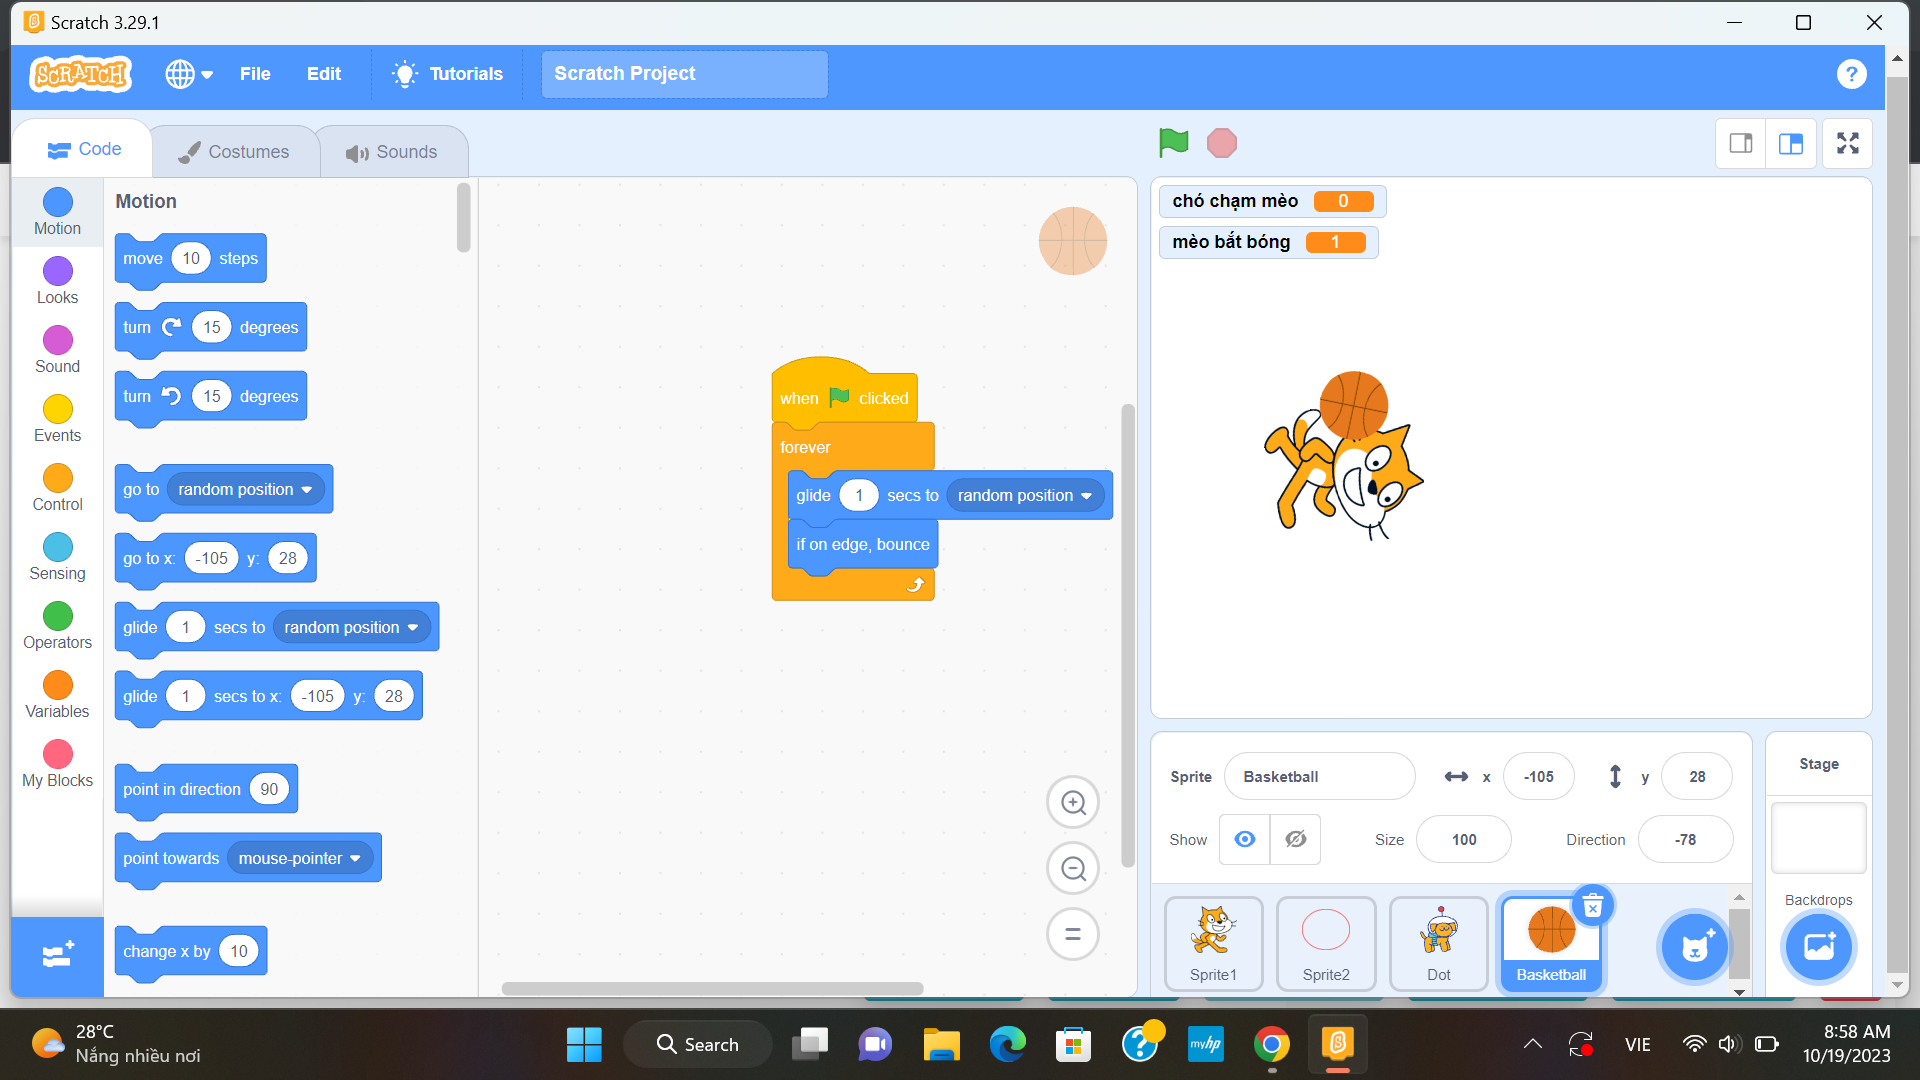 Scratch 3.29.1
SCRATCH
File
Edit
Tutorials
Scratch Project
?
Code
Costumes
Sounds
Motion
Looks
Sound
Events
Control
Sensing
Operators
Variables
My Blocks
Motion
move 10 steps
turn 15 degrees
turn 15 degrees
go to random position
go to x: -105 y: 28
glide 1 secs to random position
glide 1 secs to x: -105 y: 28
point in direction 90
point towards mouse-pointer
change x by 10
when clicked
forever
glide 1 secs to random position
if on edge, bounce
chó chạm mèo 0
mèo bắt bóng 1
Sprite Basketball x -105 y 28
Show Size 100 Direction -78
Sprite1
Sprite2
Dot
Basketball
Stage
Backdrops
28°C
Nắng nhiều nơi
Search
myhp
VIE
8:58 AM
10/19/2023